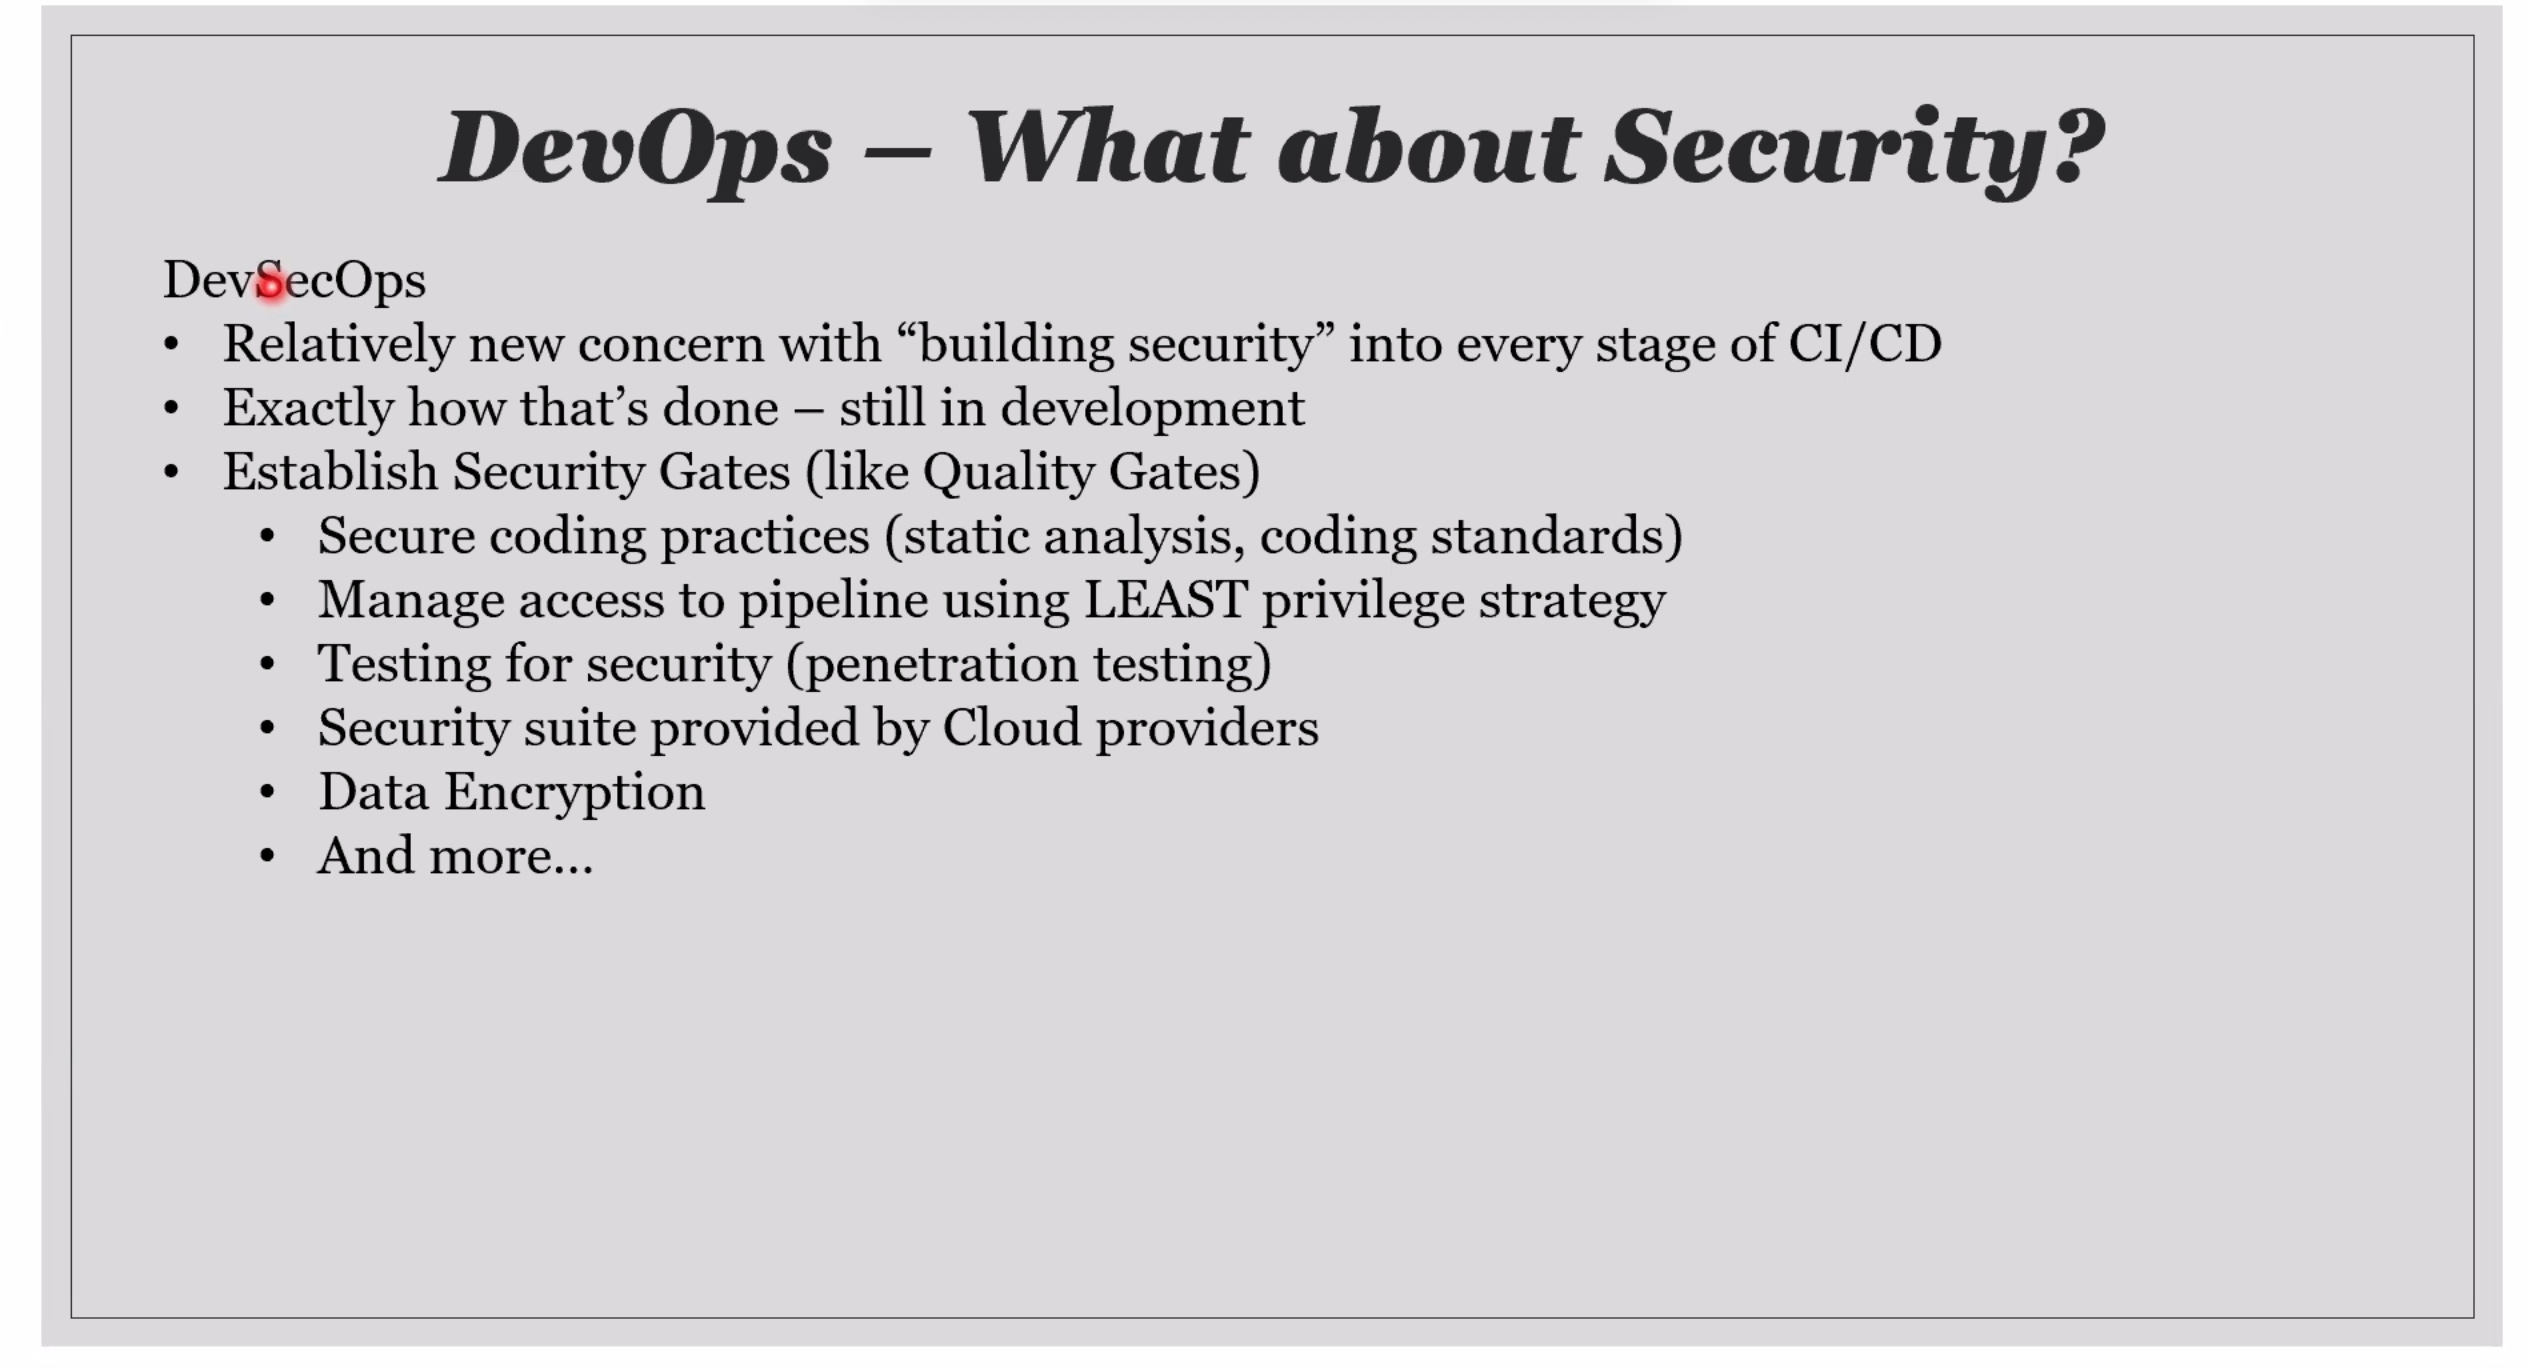 DevOps – What about Security?
DevSecOps
• Relatively new concern with “building security” into every stage of CI/CD
• Exactly how that’s done – still in development
• Establish Security Gates (like Quality Gates)
• Secure coding practices (static analysis, coding standards)
• Manage access to pipeline using LEAST privilege strategy
• Testing for security (penetration testing)
• Security suite provided by Cloud providers
• Data Encryption
• And more…